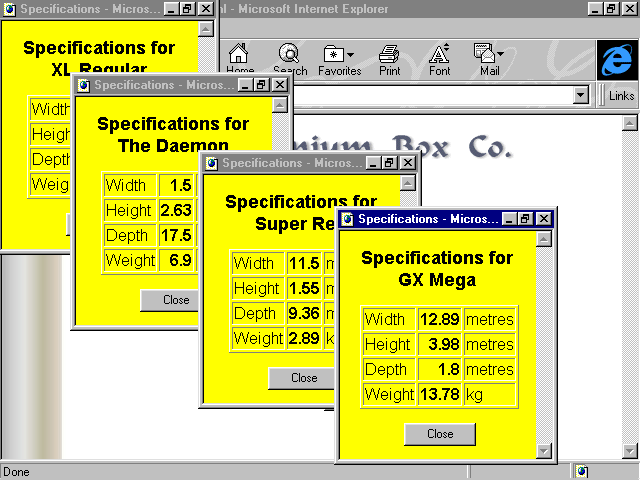 Specifications - Micros...
nl - Microsoft Internet Explorer
Home Search Favorites Print Font Mail
Links
nium Box Co.
Specifications for
XL Regular
Width
Height
Depth
Weig
Specifications - Micros...
Specifications for
The Daemon
Width 1.5
Height 2.63
Depth 17.5
Weight 6.9
Close
Specifications - Micros...
Specifications for
Super Re
Width 11.5 m
Height 1.55 m
Depth 9.36 m
Weight 2.89 k
Close
Specifications - Micros...
Specifications for
GX Mega
Width 12.89 metres
Height 3.98 metres
Depth 1.8 metres
Weight 13.78 kg
Close
Done